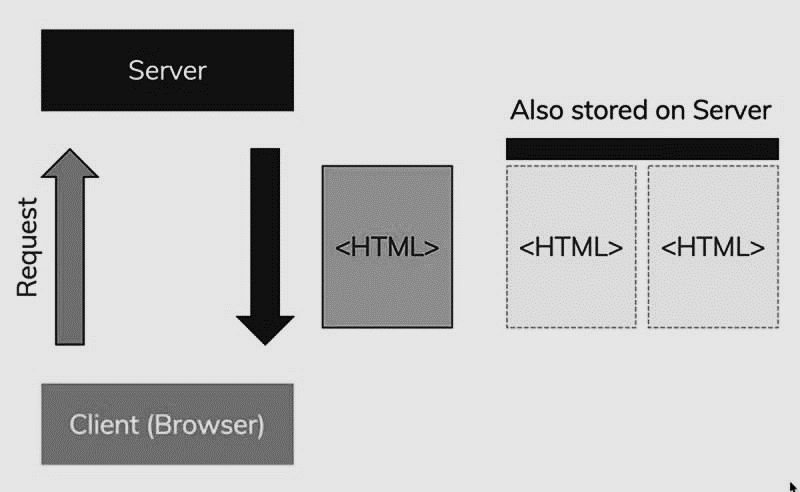 Server
Also stored on Server
Request
<HTML>
<HTML>
<HTML>
Client (Browser)